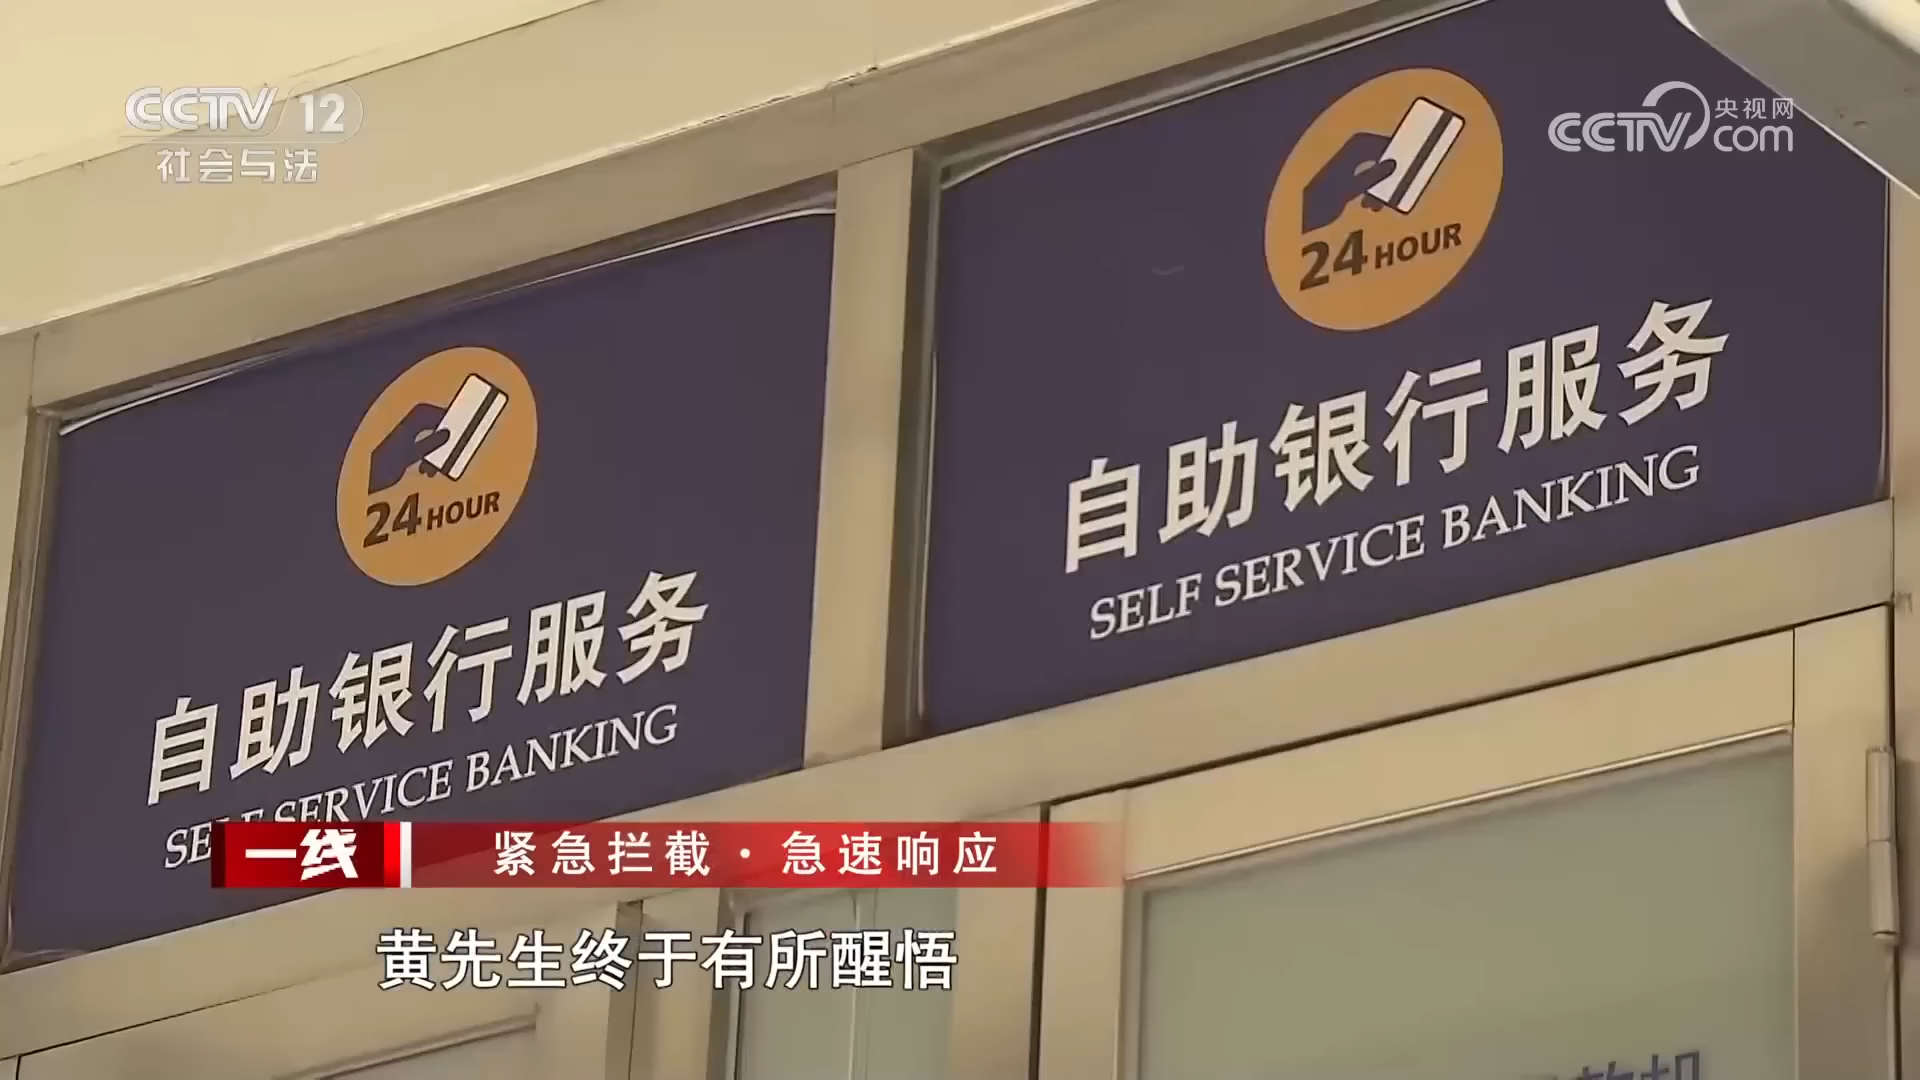 CCTV 12
社会与法
央视网
CCTV.com
24 HOUR
自助银行服务
SELF SERVICE BANKING
24 HOUR
自助银行服务
SELF SERVICE BANKING
一线
紧急拦截·急速响应
黄先生终于有所醒悟